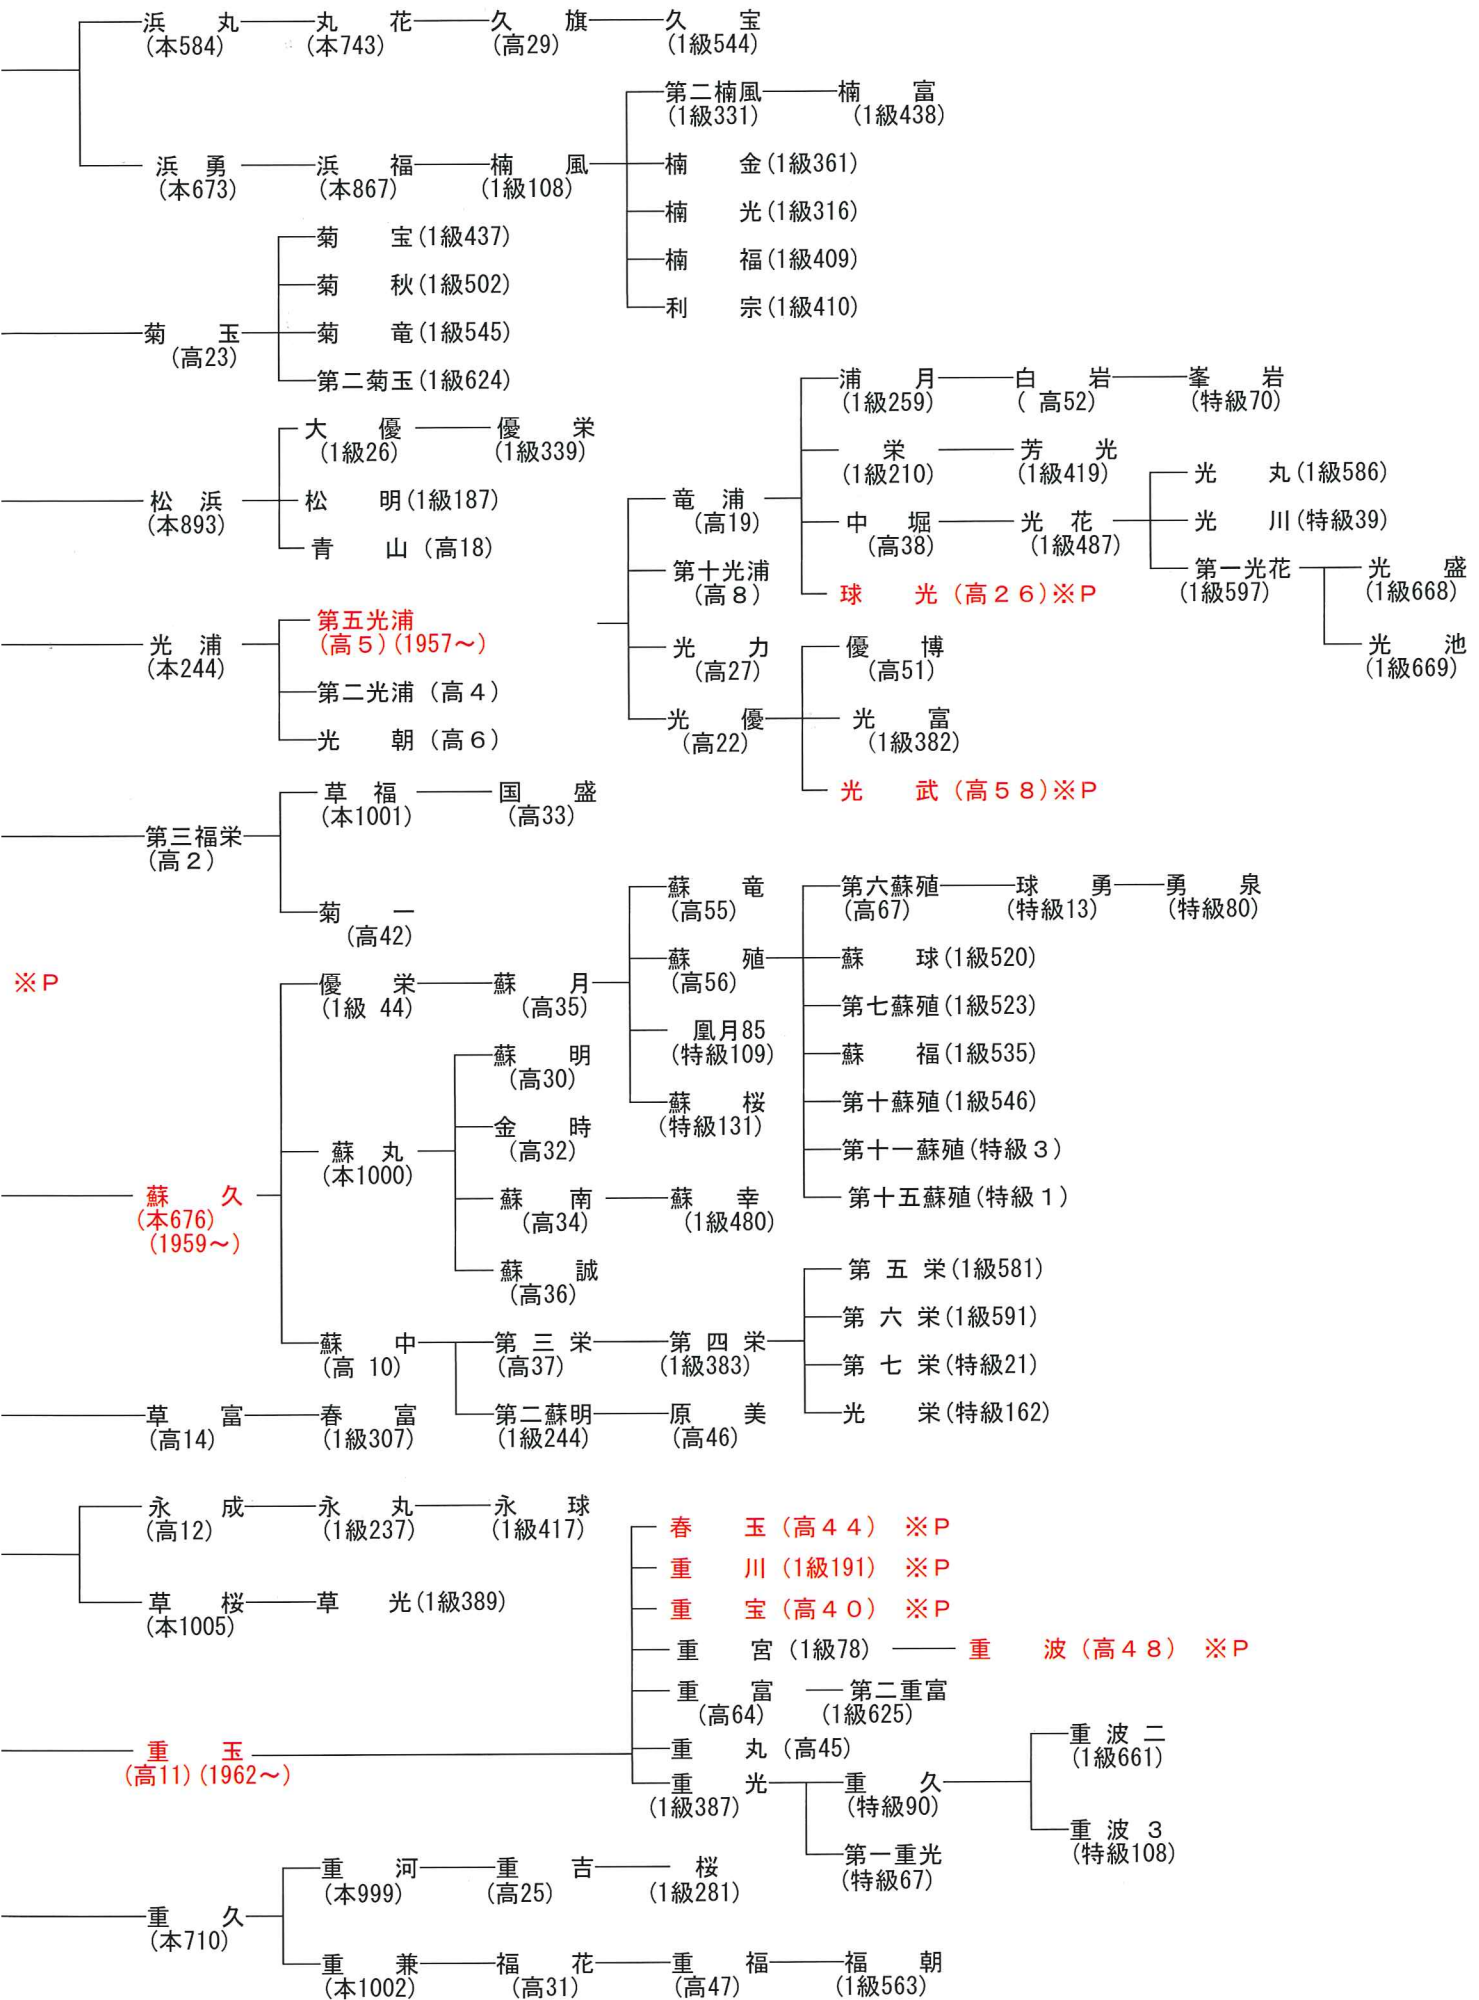 浜丸 丸花 久旗 久宝
(本584) (本743) (高29) (1級544)
第二楠風 楠富
(1級331) (1級438)
浜勇 浜福 楠風 楠金(1級361)
(本673) (本867) (1級108)
楠光(1級316)
菊宝(1級437)
楠福(1級409)
菊秋(1級502)
利宗(1級410)
菊玉 菊竜(1級545)
(高23)
第二菊玉(1級624)
浦月 白岩 峯岩
(1級259) ( 高52) (特級70)
大優 優栄
(1級26) (1級339)
栄 芳光
(1級210) (1級419)
光丸(1級586)
松浜 松明(1級187) 竜浦
(本893) (高19)
中堀 光花 光川(特級39)
(高38) (1級487)
青山(高18)
第十光浦 第一光花 光盛
(高8) (1級597) (1級668)
球光(高26)※P
第五光浦
(高5)(1957～)
光浦 光力 優博 光池
(本244) (高27) (高51) (1級669)
第二光浦(高4)
光優 光富
(高22) (1級382)
光朝(高6)
草福 国盛 光武(高58)※P
(本1001) (高33)
第三福栄
(高2)
蘇竜 第六蘇殖 球勇 勇泉
(高55) (高67) (特級13) (特級80)
菊一
(高42)
蘇殖 蘇球(1級520)
(高56)
※P
優栄 蘇月
(1級 44) (高35)
第七蘇殖(1級523)
凰月85
(特級109)
蘇明 蘇福(1級535)
(高30)
蘇桜 第十蘇殖(1級546)
(特級131)
金時
(高32)
蘇丸 第十一蘇殖(特級3)
(本1000)
蘇久 蘇南 蘇幸 第十五蘇殖(特級1)
(本676) (高34) (1級480)
(1959～)
蘇誠 第五栄(1級581)
(高36)
第六栄(1級591)
蘇中 第三栄 第四栄
(高 10) (高37) (1級383)
第七栄(特級21)
草富 春富 第二蘇明 原美 光栄(特級162)
(高14) (1級307) (1級244) (高46)
永成 永丸 永球
(高12) (1級237) (1級417)
春玉(高44) ※P
重川(1級191) ※P
草桜 草光(1級389) 重宝(高40) ※P
(本1005)
重宮(1級78) 重波(高48) ※P
重富 第二重富
(高64) (1級625)
重玉 重丸(高45) 重波二
(高11)(1962～) (1級661)
重光 重久
(1級387) (特級90)
重波3
(特級108)
重河 重吉 桜 第一重光
(本999) (高25) (1級281) (特級67)
重久
(本710)
重兼 福花 重福 福朝
(本1002) (高31) (高47) (1級563)